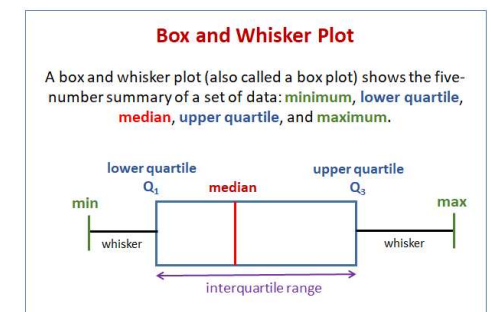 Box and Whisker Plot
A box and whisker plot (also called a box plot) shows the five-
number summary of a set of data: minimum, lower quartile,
median, upper quartile, and maximum.
lower quartile
Q1
median
upper quartile
Q3
min
max
whisker
whisker
interquartile range